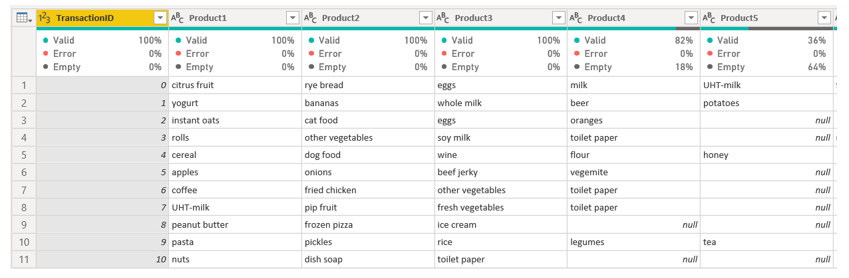 1 2 3 TransactionID A B C Product1 A B C Product2 A B C Product3 A B C Product4 A B C Product5
Valid 100% Valid 100% Valid 100% Valid 100% Valid 82% Valid 36%
Error 0% Error 0% Error 0% Error 0% Error 0% Error 0%
Empty 0% Empty 0% Empty 0% Empty 0% Empty 18% Empty 64%
1 0 citrus fruit rye bread eggs milk UHT-milk
2 1 yogurt bananas whole milk beer potatoes
3 2 instant oats cat food eggs oranges null
4 3 rolls other vegetables soy milk toilet paper null
5 4 cereal dog food wine flour honey
6 5 apples onions beef jerky vegemite null
7 6 coffee fried chicken other vegetables toilet paper null
8 7 UHT-milk pip fruit fresh vegetables toilet paper null
9 8 peanut butter frozen pizza ice cream null null
10 9 pasta pickles rice legumes tea
11 10 nuts dish soap toilet paper null null